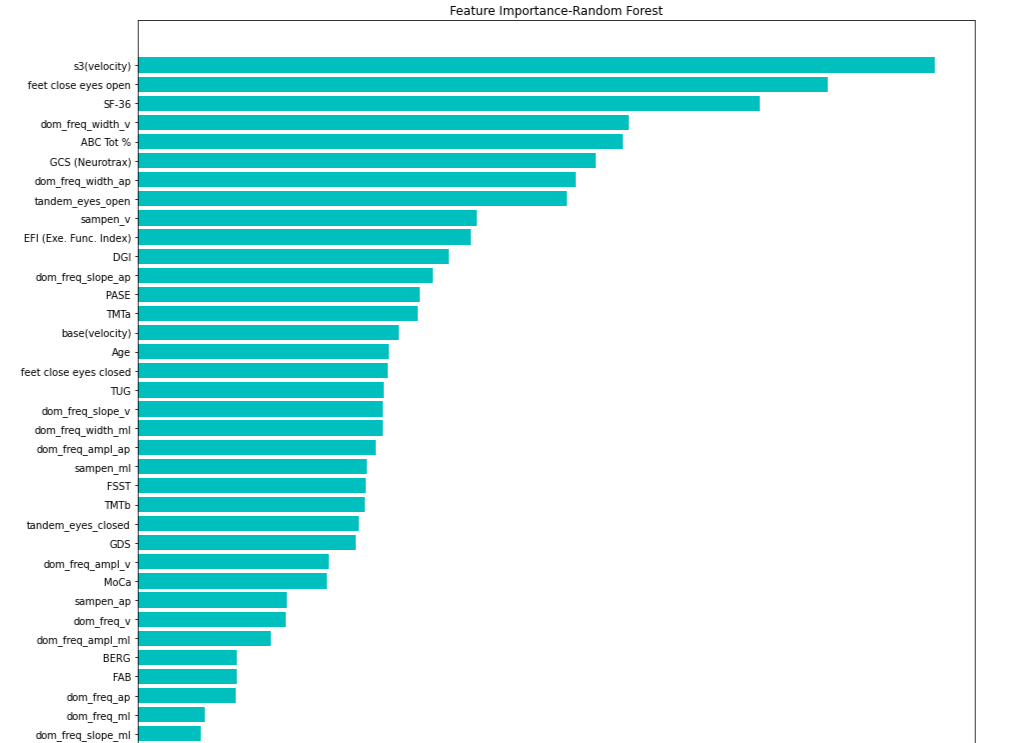 Feature Importance-Random Forest
s3(velocity)
feet close eyes open
SF-36
dom_freq_width_v
ABC Tot %
GCS (Neurotrax)
dom_freq_width_ap
tandem_eyes_open
sampen_v
EFI (Exe. Func. Index)
DGI
dom_freq_slope_ap
PASE
TMTa
base(velocity)
Age
feet close eyes closed
TUG
dom_freq_slope_v
dom_freq_width_ml
dom_freq_ampl_ap
sampen_ml
FSST
TMTb
tandem_eyes_closed
GDS
dom_freq_ampl_v
MoCa
sampen_ap
dom_freq_v
dom_freq_ampl_ml
BERG
FAB
dom_freq_ap
dom_freq_ml
dom_freq_slope_ml